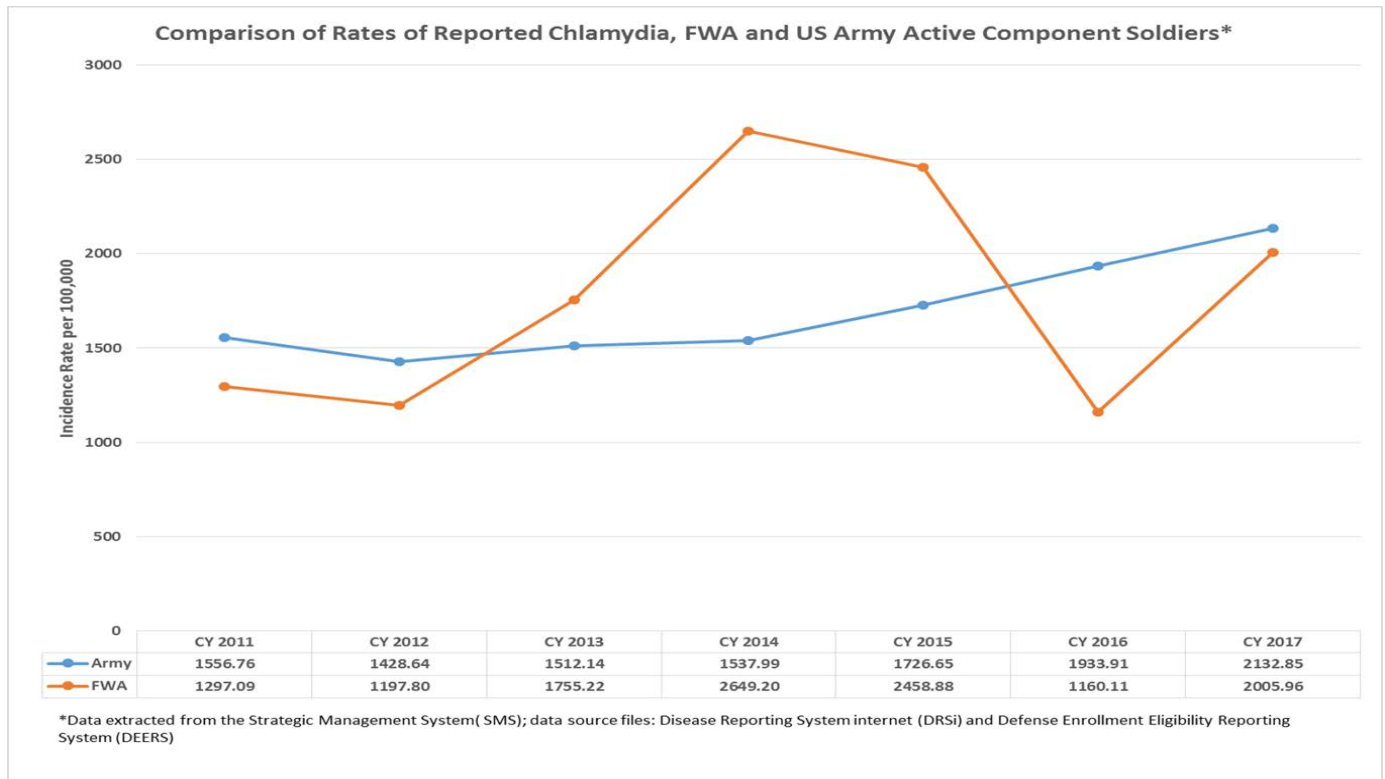 Comparison of Rates of Reported Chlamydia, FWA and US Army Active Component Soldiers*
Incidence Rate per 100,000
3000
2500
2000
1500
1000
500
0
CY 2011 CY 2012 CY 2013 CY 2014 CY 2015 CY 2016 CY 2017
Army 1556.76 1428.64 1512.14 1537.99 1726.65 1933.91 2132.85
FWA 1297.09 1197.80 1755.22 2649.20 2458.88 1160.11 2005.96
*Data extracted from the Strategic Management System( SMS); data source files: Disease Reporting System internet ( DRSi) and Defense Enrollment Eligibility Reporting
System (DEERS)